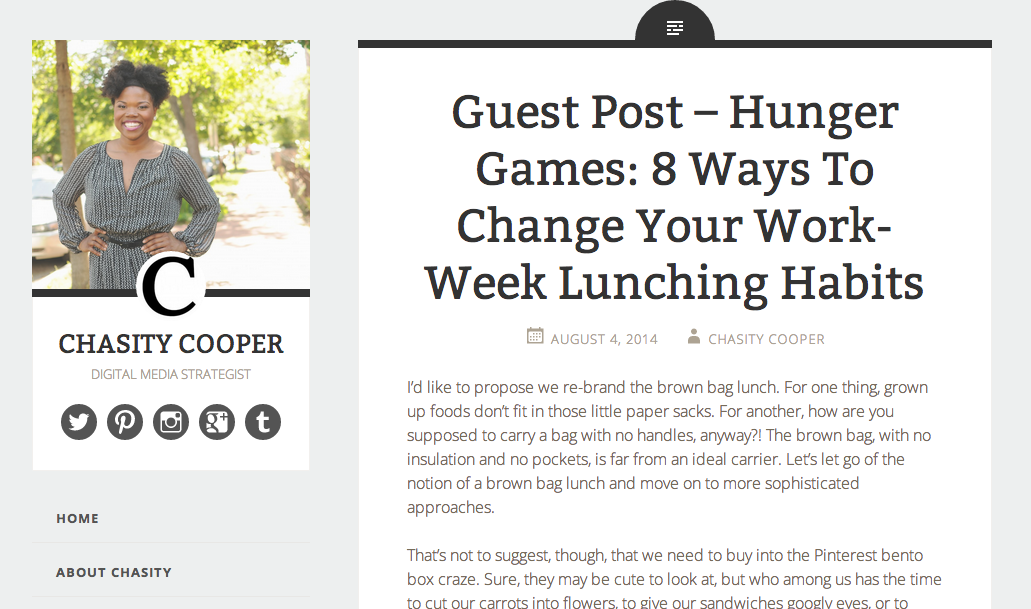 C
CHASITY COOPER
DIGITAL MEDIA STRATEGIST
HOME
ABOUT CHASITY
Guest Post – Hunger
Games: 8 Ways To
Change Your Work-
Week Lunching Habits
AUGUST 4, 2014 CHASITY COOPER
I’d like to propose we re-brand the brown bag lunch. For one thing, grown
up foods don’t fit in those little paper sacks. For another, how are you
supposed to carry a bag with no handles, anyway?! The brown bag, with no
insulation and no pockets, is far from an ideal carrier. Let’s let go of the
notion of a brown bag lunch and move on to more sophisticated
approaches.
That’s not to suggest, though, that we need to buy into the Pinterest bento
box craze. Sure, they may be cute to look at, but who among us has the time
to cut our carrots into flowers, to give our sandwiches googly eyes, or to